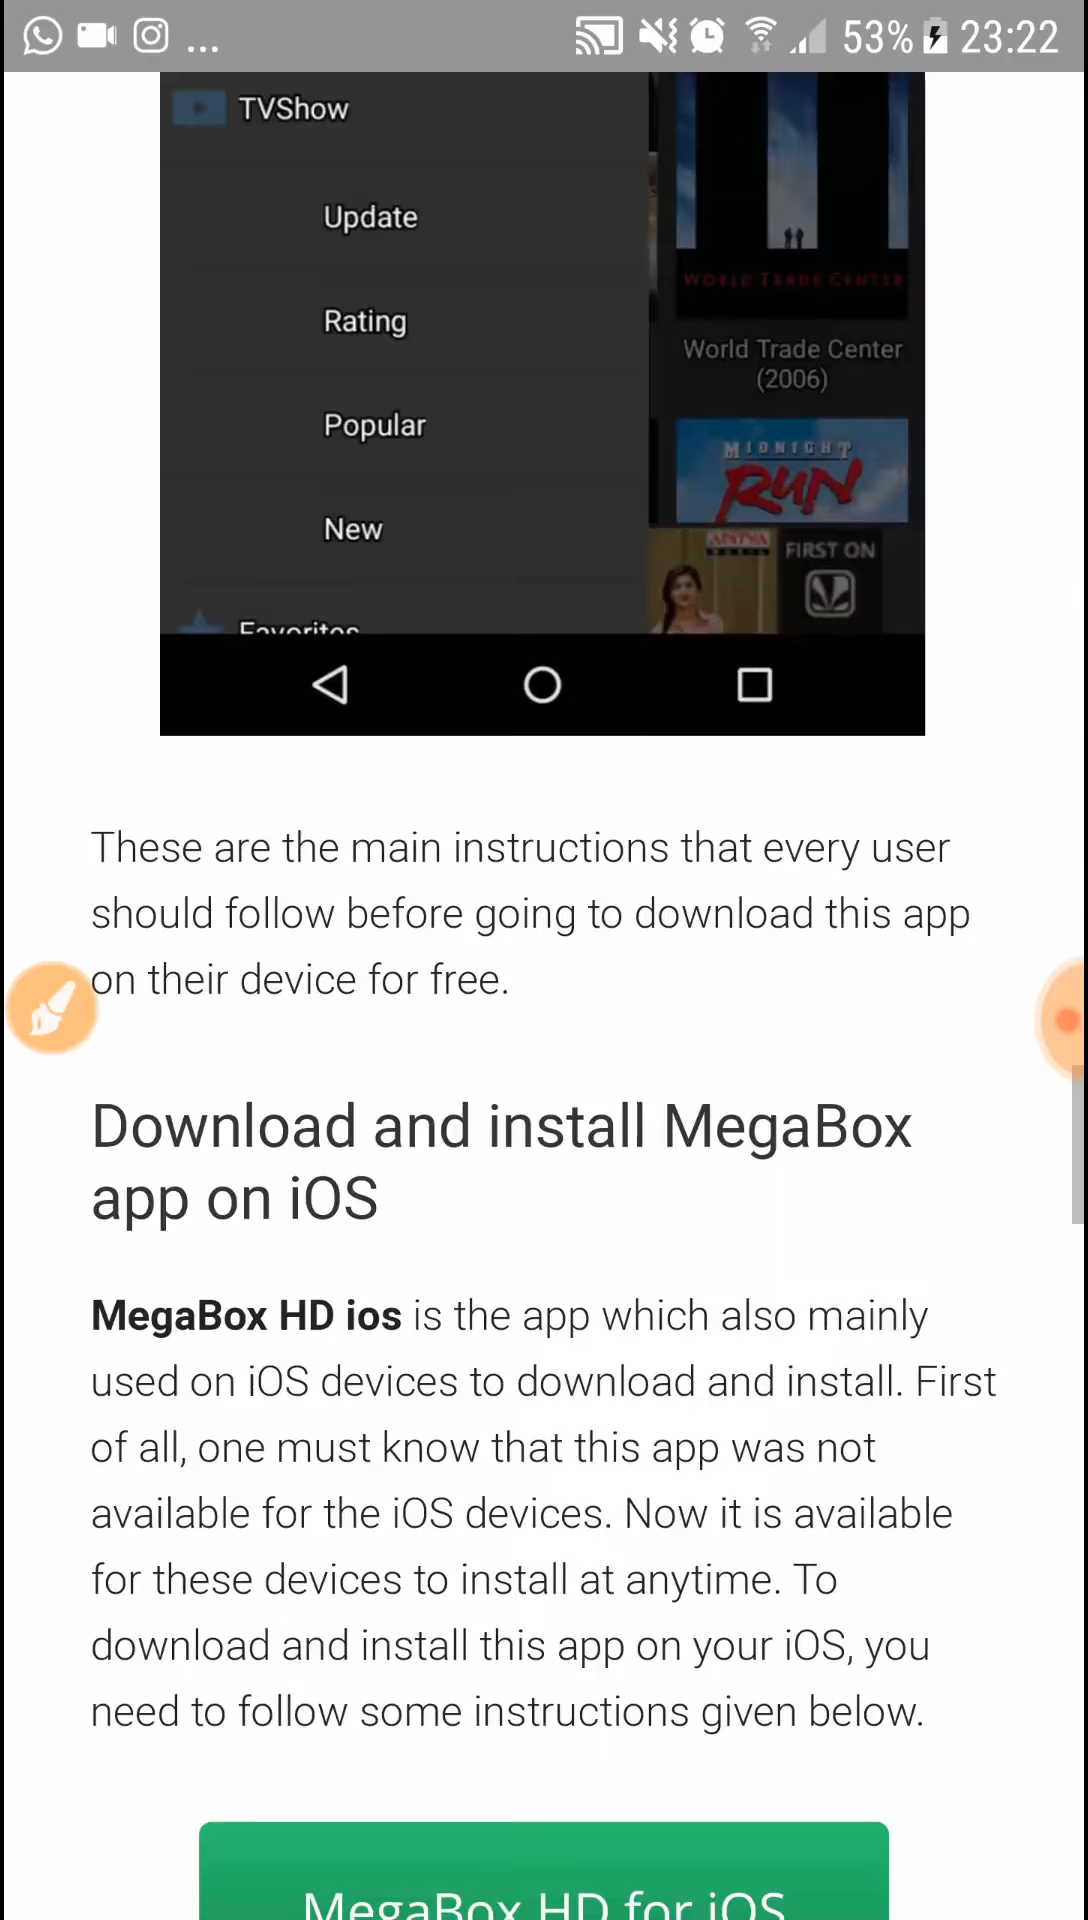 53% 23:22
TVShow
Update
Rating
Popular
New
Favorites
WORLD TRADE CENTER
World Trade Center
(2006)
MIDNIGHT
RUN
ADITYA
FIRST ON
These are the main instructions that every user
should follow before going to download this app
on their device for free.
Download and install MegaBox
app on iOS
MegaBox HD ios is the app which also mainly
used on iOS devices to download and install. First
of all, one must know that this app was not
available for the iOS devices. Now it is available
for these devices to install at anytime. To
download and install this app on your iOS, you
need to follow some instructions given below.
MegaBox HD for iOS